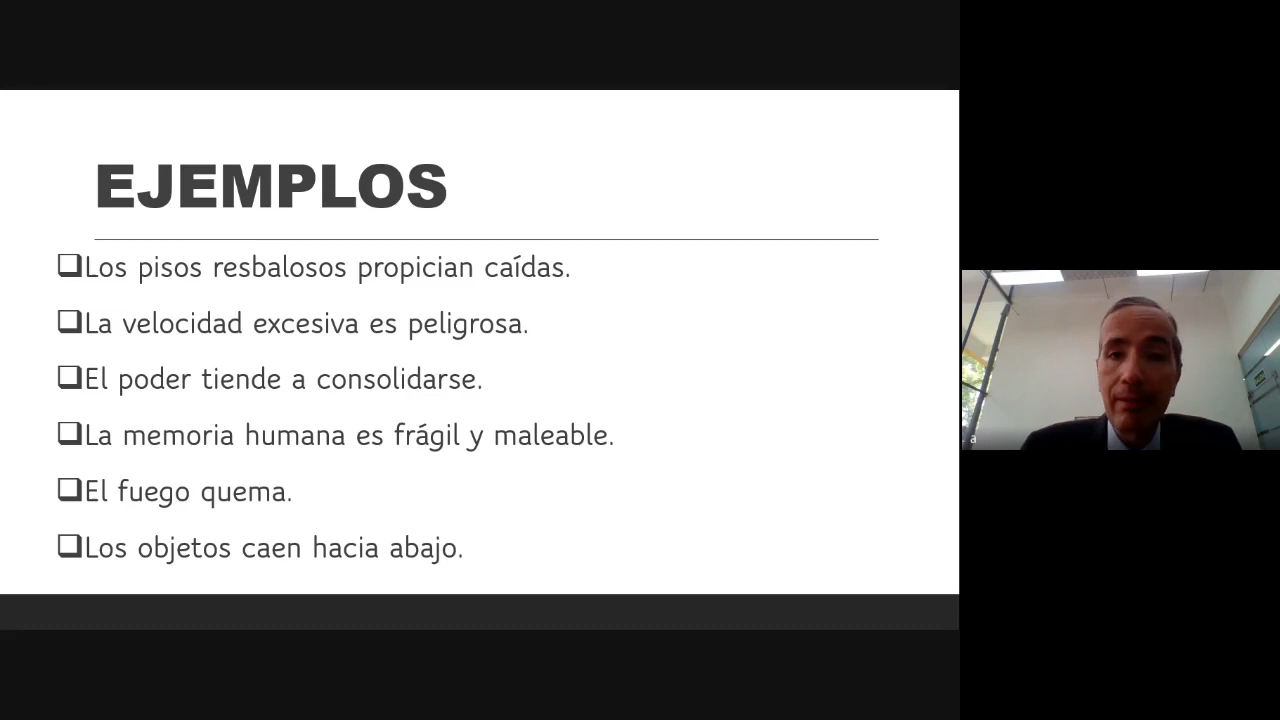 EJEMPLOS
Los pisos resbalosos propician caídas.
La velocidad excesiva es peligrosa.
El poder tiende a consolidarse.
La memoria humana es frágil y maleable.
El fuego quema.
Los objetos caen hacia abajo.
a